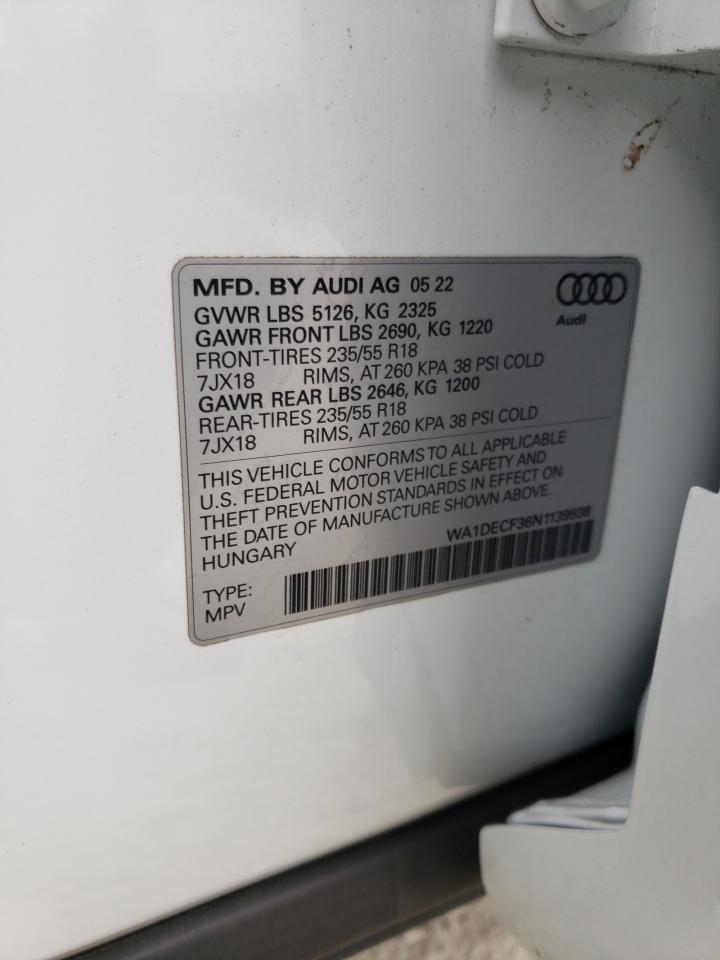 MFD. BY AUDI AG 05 22
Audi
GVWR LBS 5126, KG 2325
GAWR FRONT LBS 2690, KG 1220
FRONT-TIRES 235/55 R18
7JX18 RIMS, AT 260 KPA 38 PSI COLD
GAWR REAR LBS 2646, KG 1200
REAR-TIRES 235/55 R18
7JX18 RIMS, AT 260 KPA 38 PSI COLD
THIS VEHICLE CONFORMS TO ALL APPLICABLE
U.S. FEDERAL MOTOR VEHICLE SAFETY AND
THEFT PREVENTION STANDARDS IN EFFECT ON
THE DATE OF MANUFACTURE SHOWN ABOVE.
HUNGARY
WA1DECF36N1139938
TYPE:
MPV